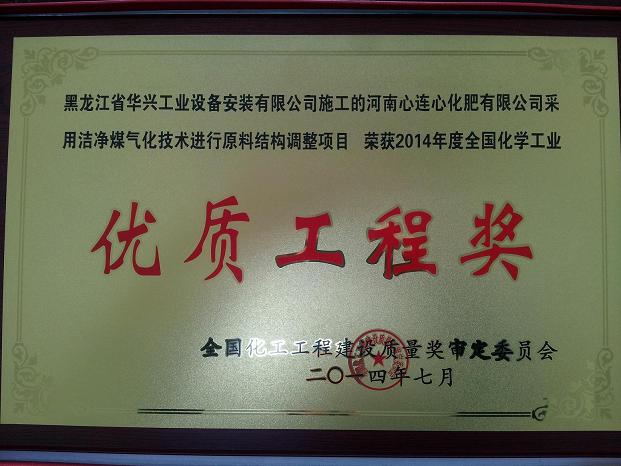 黑龙江省华兴工业设备安装有限公司施工的河南心连心化肥有限公司采
用洁净煤气化技术进行原料结构调整项目 荣获2014年度全国化学工业
优质工程奖
全国化工工程建设质量奖审定委员会
二〇一四年七月